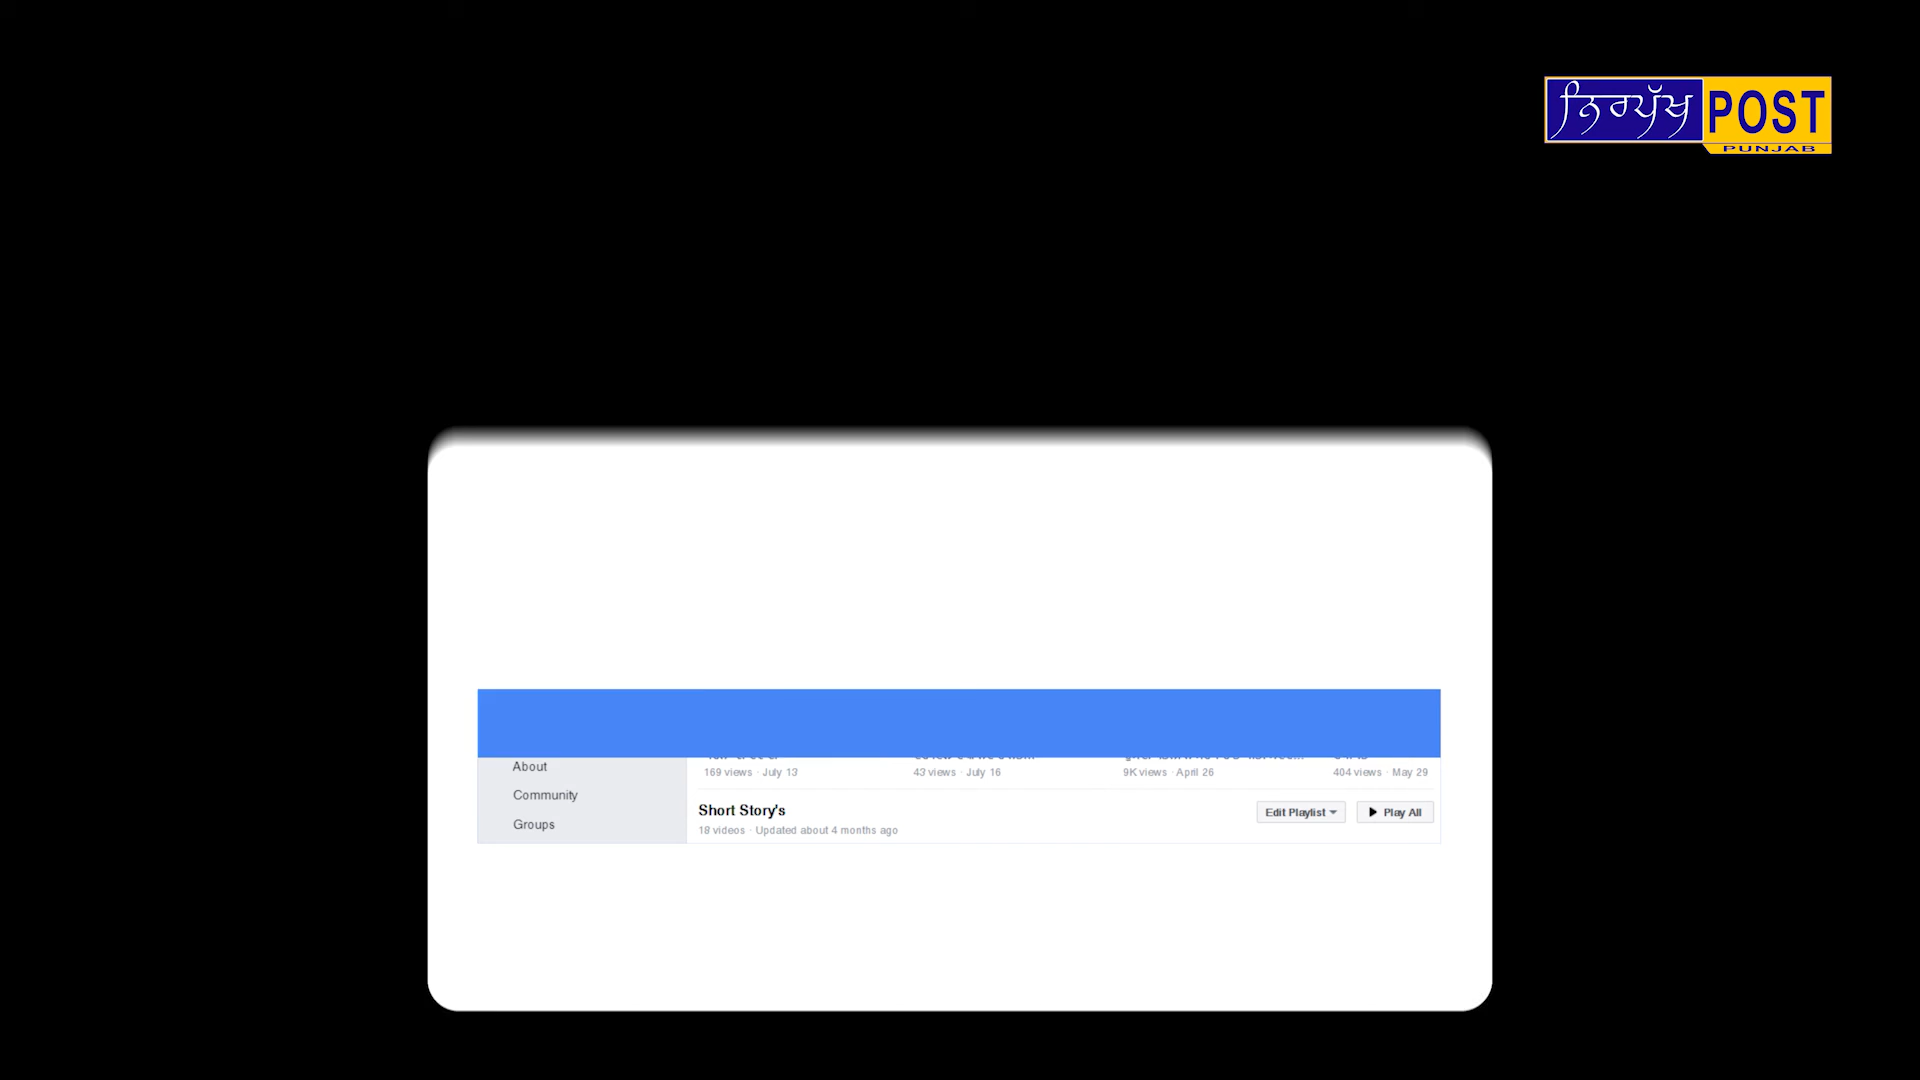 ਨਿਰਪੱਖ POST
PUNJAB
About
169 views · July 13
43 views · July 16
9K views · April 26
404 views · May 29
Community
Short Story's
Edit Playlist
Play All
Groups
18 videos · Updated about 4 months ago